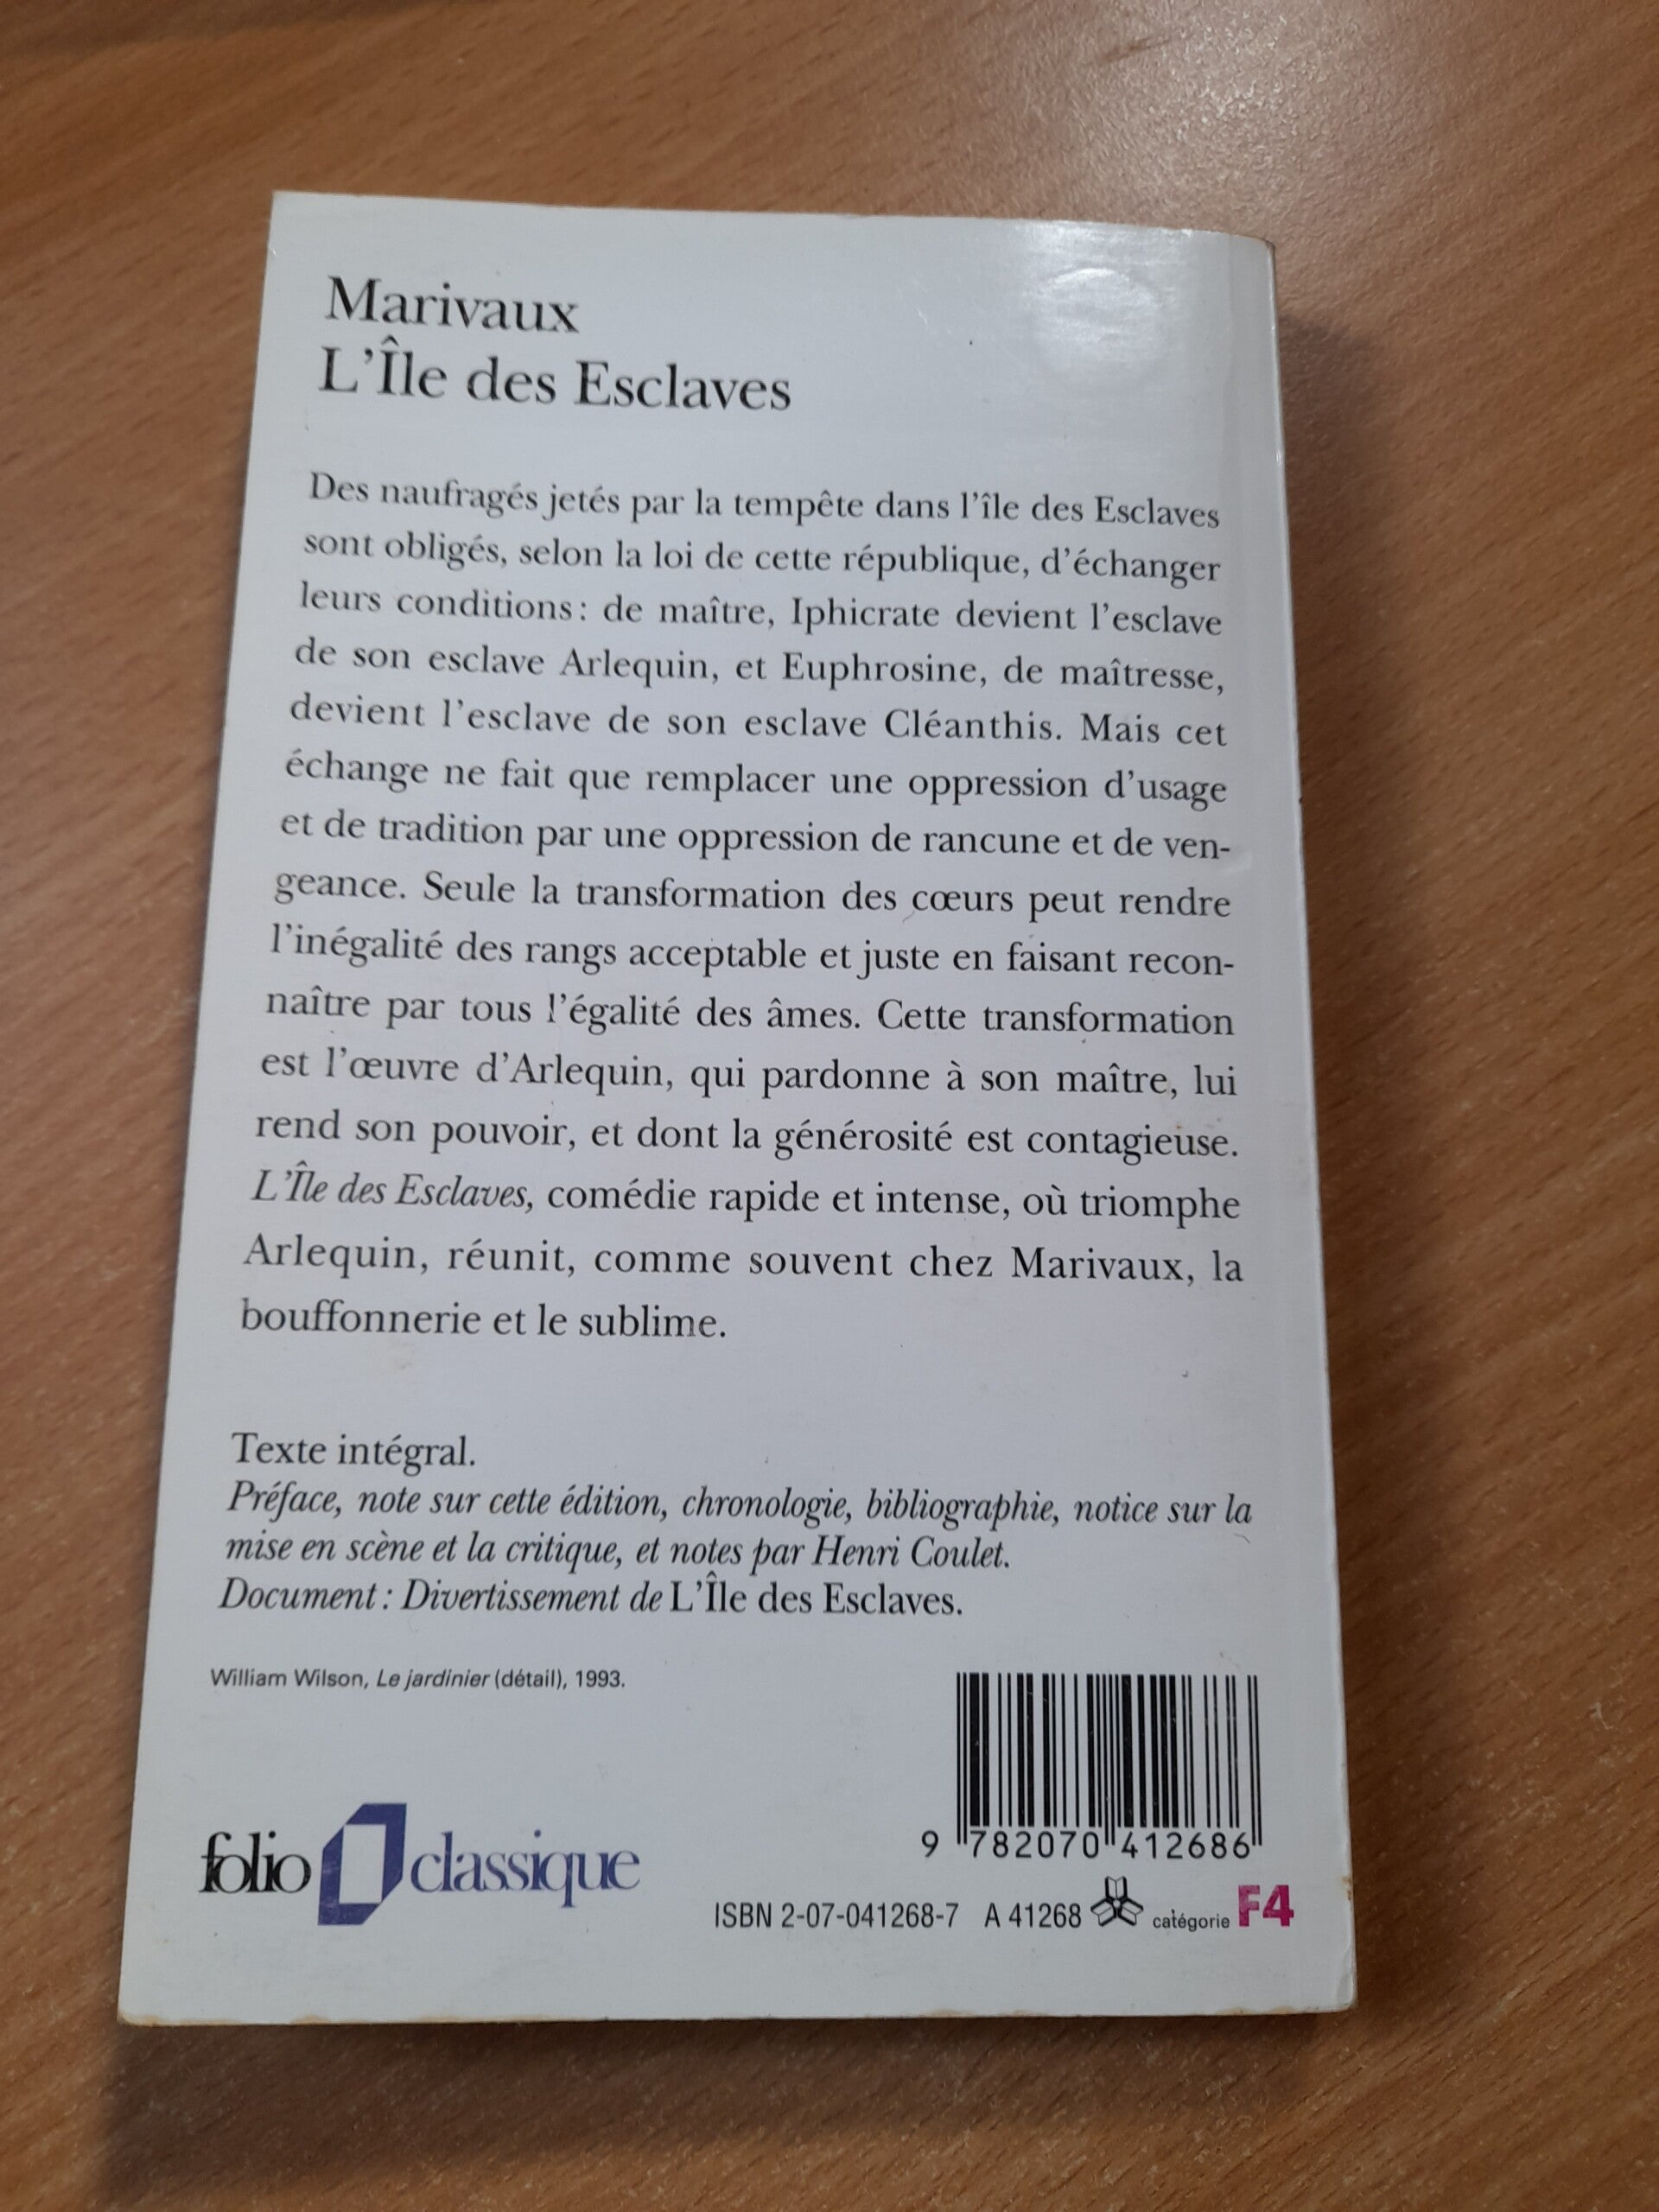 Marivaux
L'Île des Esclaves
Des naufragés jetés par la tempête dans l'île des Esclaves
sont obligés, selon la loi de cette république, d'échanger
leurs conditions : de maître, Iphicrate devient l'esclave
de son esclave Arlequin, et Euphrosine, de maîtresse,
devient l'esclave de son esclave Cléanthis. Mais cet
échange ne fait que remplacer une oppression d'usage
et de tradition par une oppression de rancune et de ven-
geance. Seule la transformation des cœurs peut rendre
l'inégalité des rangs acceptable et juste en faisant recon-
naître par tous l'égalité des âmes. Cette transformation
est l'œuvre d'Arlequin, qui pardonne à son maître, lui
rend son pouvoir, et dont la générosité est contagieuse.
L'Île des Esclaves, comédie rapide et intense, où triomphe
Arlequin, réunit, comme souvent chez Marivaux, la
bouffonnerie et le sublime.
Texte intégral.
Préface, note sur cette édition, chronologie, bibliographie, notice sur la
mise en scène et la critique, et notes par Henri Coulet.
Document : Divertissement de L'Île des Esclaves.
William Wilson, Le jardinier (détail), 1993.
folio classique
9 782070 412686
ISBN 2-07-041268-7 A 41268 catégorie F4